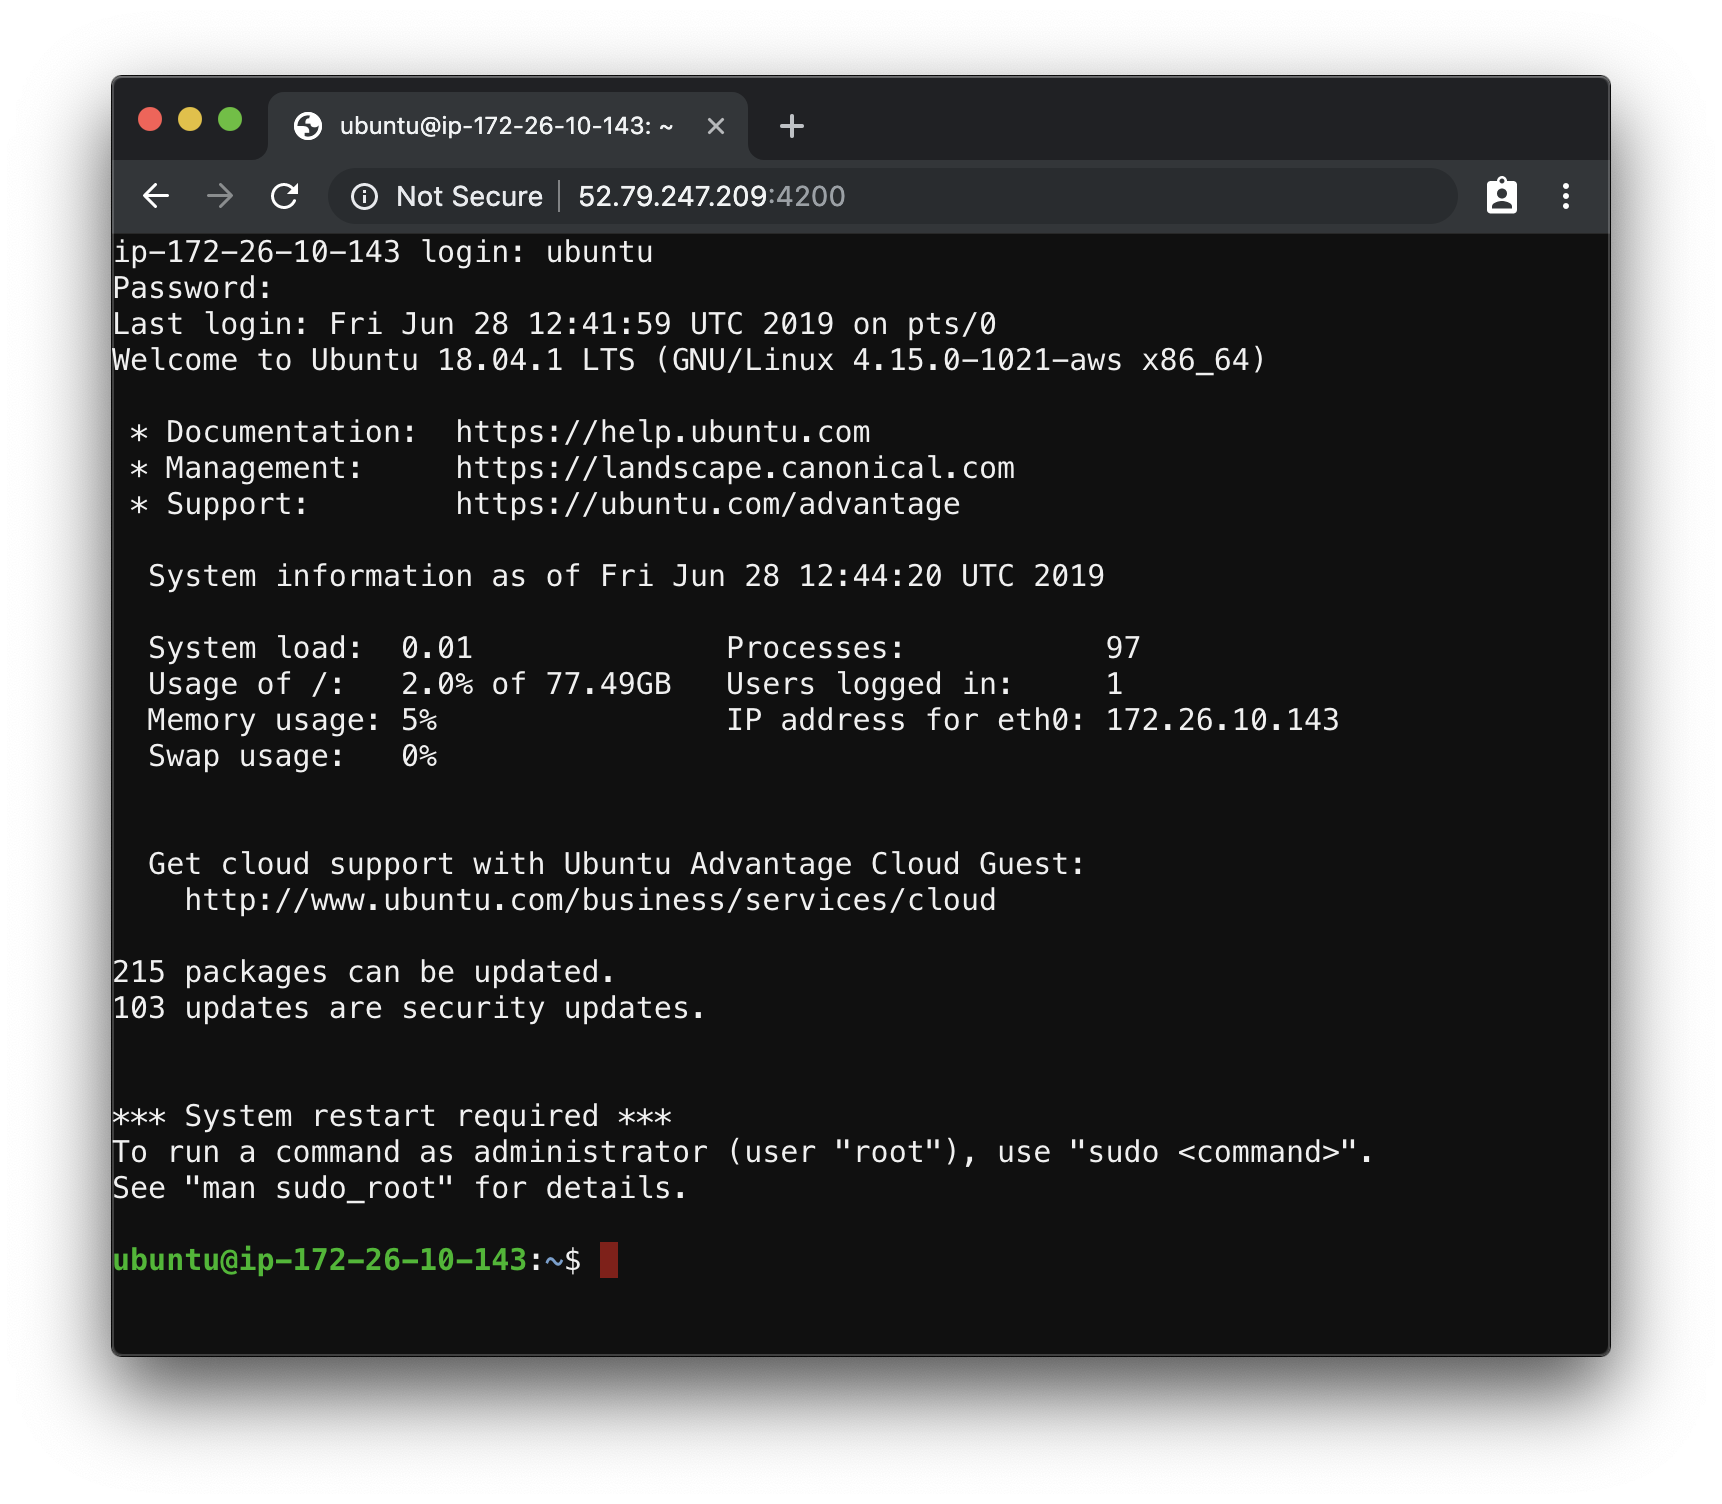 ubuntu@ip-172-26-10-143: ~
Not Secure | 52.79.247.209:4200
ip-172-26-10-143 login: ubuntu
Password:
Last login: Fri Jun 28 12:41:59 UTC 2019 on pts/0
Welcome to Ubuntu 18.04.1 LTS (GNU/Linux 4.15.0-1021-aws x86_64)

 * Documentation:  https://help.ubuntu.com
 * Management:     https://landscape.canonical.com
 * Support:        https://ubuntu.com/advantage

  System information as of Fri Jun 28 12:44:20 UTC 2019

  System load:  0.01              Processes:           97
  Usage of /:   2.0% of 77.49GB   Users logged in:     1
  Memory usage: 5%                IP address for eth0: 172.26.10.143
  Swap usage:   0%

  Get cloud support with Ubuntu Advantage Cloud Guest:
    http://www.ubuntu.com/business/services/cloud

215 packages can be updated.
103 updates are security updates.

*** System restart required ***
To run a command as administrator (user "root"), use "sudo <command>".
See "man sudo_root" for details.

ubuntu@ip-172-26-10-143:~$